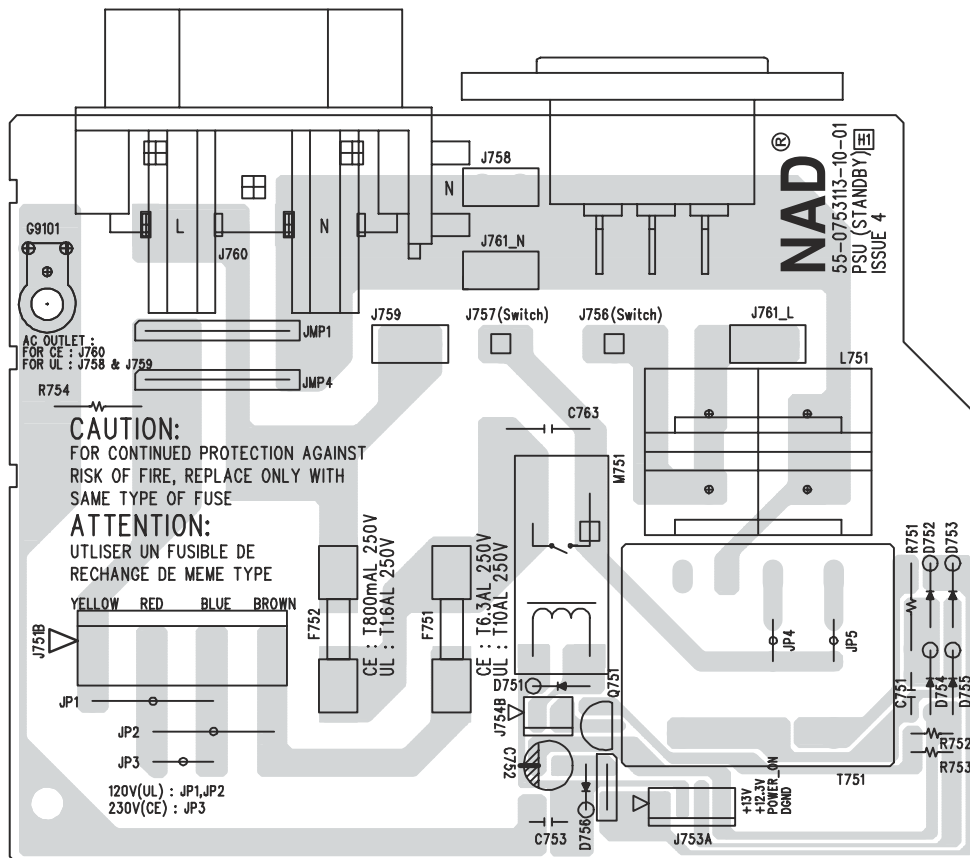 J758
N
®
NAD
55-0753113-10-01
PSU (STANDBY)
ISSUE 4
H1
G9101
L
N
J760
J761_N
J759
J757(Switch)
J756(Switch)
J761_L
JMP1
AC OUTLET :
FOR CE : J760
FOR UL : J758 & J759
L751
JMP4
R754
C763
CAUTION:
FOR CONTINUED PROTECTION AGAINST
RISK OF FIRE, REPLACE ONLY WITH
SAME TYPE OF FUSE
M751
ATTENTION:
UTLISER UN FUSIBLE DE
RECHANGE DE MEME TYPE
R751
D752
D753
YELLOW RED BLUE BROWN
J751B
F752
CE : T800mAL 250V
UL : T1.6AL 250V
F751
CE : T6.3AL 250V
UL : T10AL 250V
JP4
JP5
D751
Q751
C751
D754
D755
JP1
J754B
JP2
R752
JP3
C752
R753
T751
120V(UL) : JP1,JP2
230V(CE) : JP3
+13V
+12.3V
POWER_ON
DGND
C753
D756
J753A